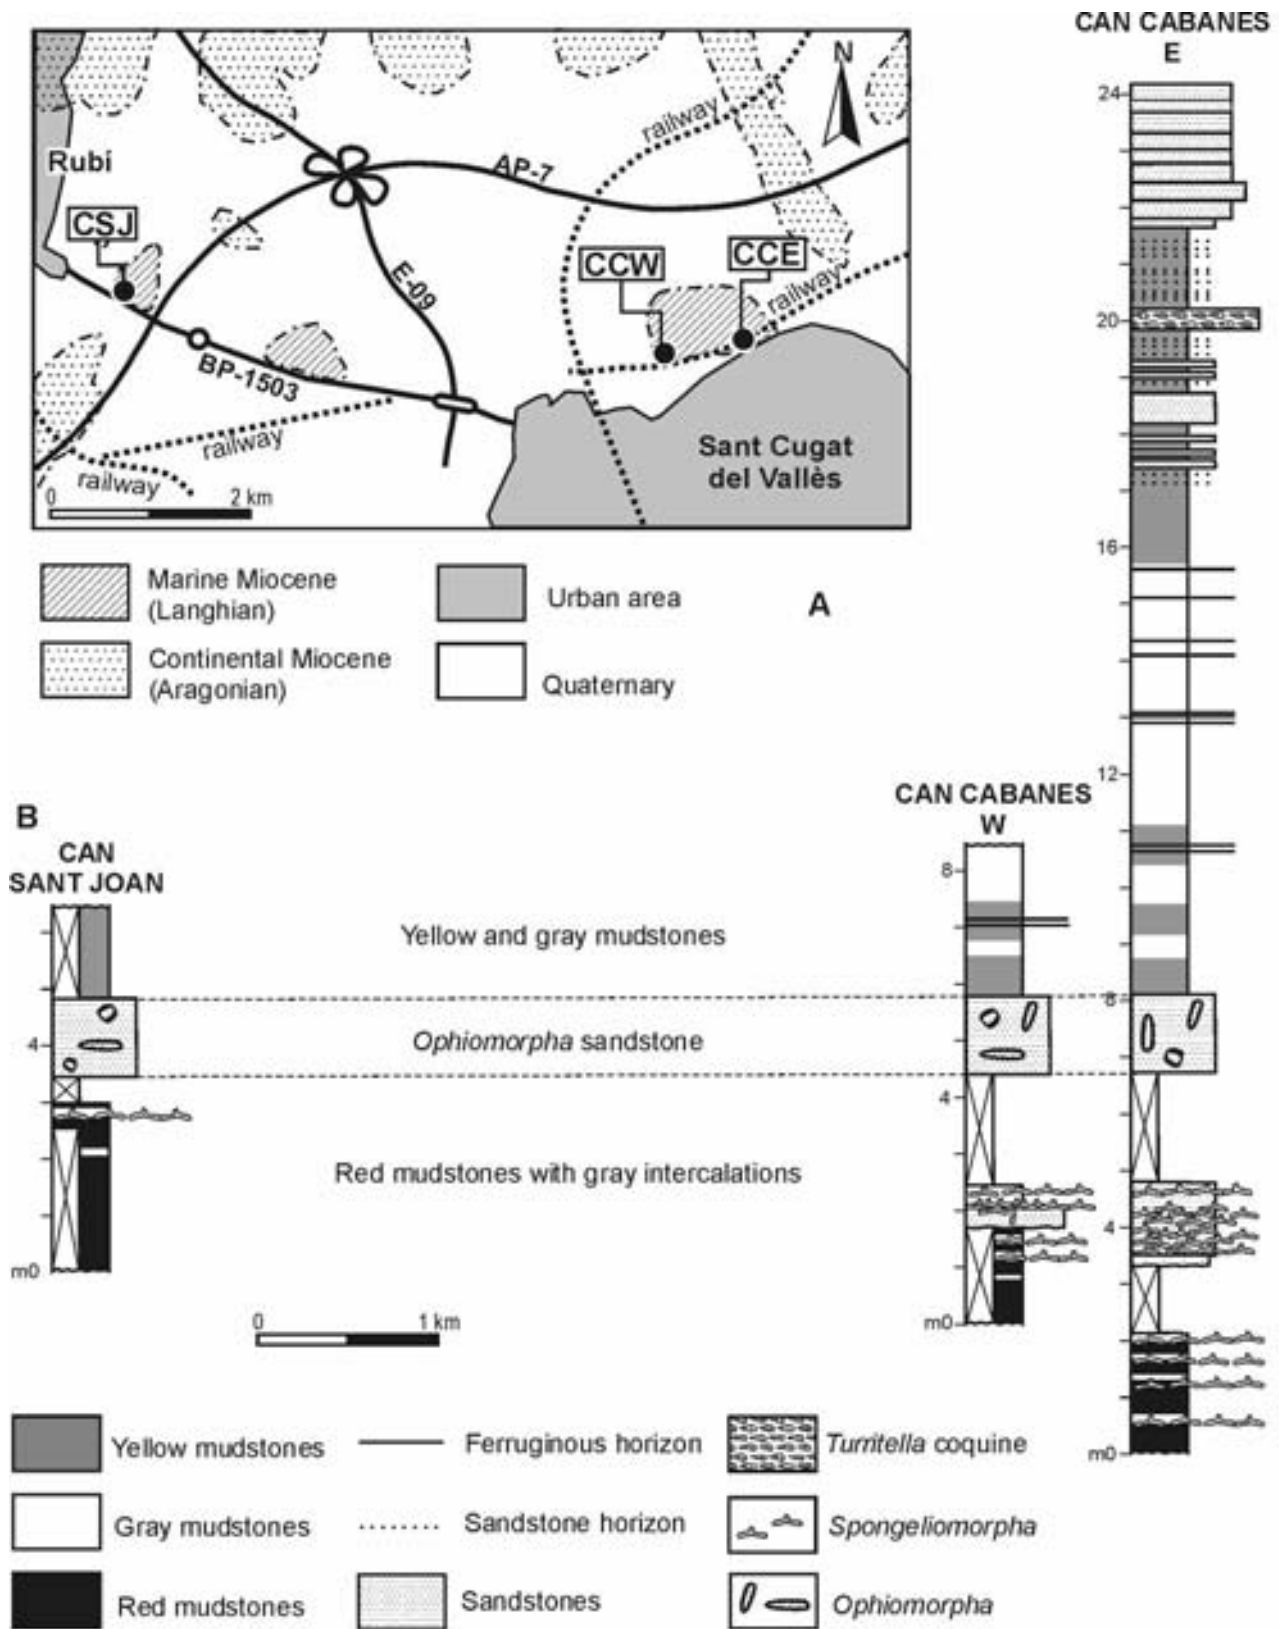 CAN CABANES
E
N
railway
Rubí
AP-7
CSJ
CCW
CCE
E-09
railway
BP-1503
railway
Sant Cugat
del Vallès
railway
0 2 km
Marine Miocene
(Langhian)
Urban area
A
Continental Miocene
(Aragonian)
Quaternary
24
20
16
12
8
4
m0
B
CAN
SANT JOAN
CAN CABANES
W
8
Yellow and gray mudstones
4
Ophiomorpha sandstone
4
Red mudstones with gray intercalations
m0
m0
0 1 km
Yellow mudstones
Ferruginous horizon
Turritella coquine
Gray mudstones
Sandstone horizon
Spongeliomorpha
Red mudstones
Sandstones
Ophiomorpha